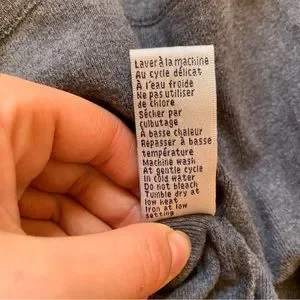 Laver à la machine
Au cycle délicat
À l'eau froide
Ne pas utiliser
de chlore
Sécher par
culbutage
À basse chaleur
Repasser à basse
température
Machine wash
At gentle cycle
In cold water
Do not bleach
Tumble dry at
low heat
Iron at low
setting